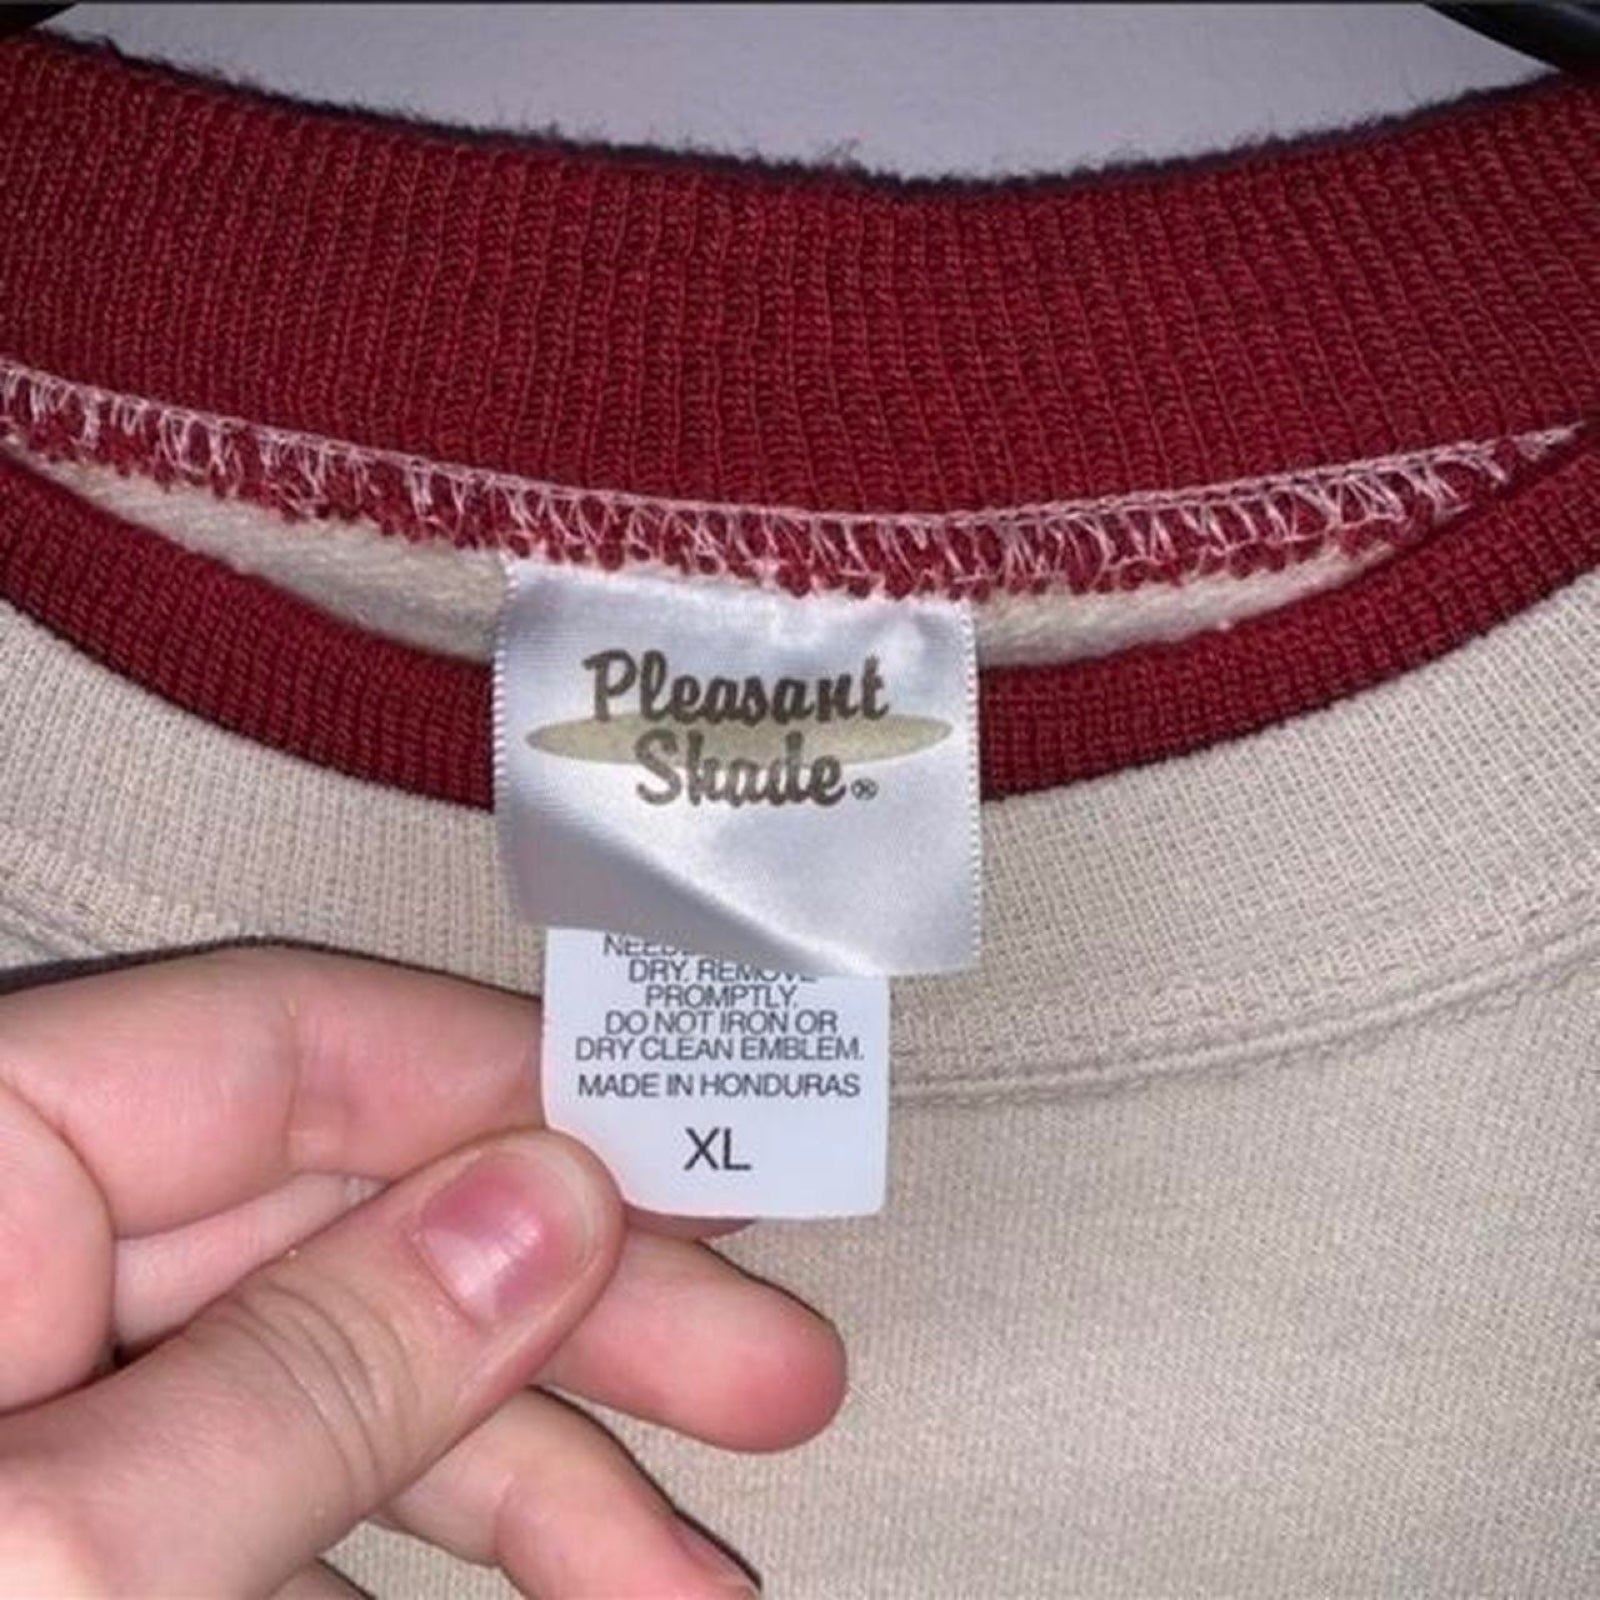 Pleasant
Shade®
DRY. REMOVE
PROMPTLY.
DO NOT IRON OR
DRY CLEAN EMBLEM.
MADE IN HONDURAS
XL